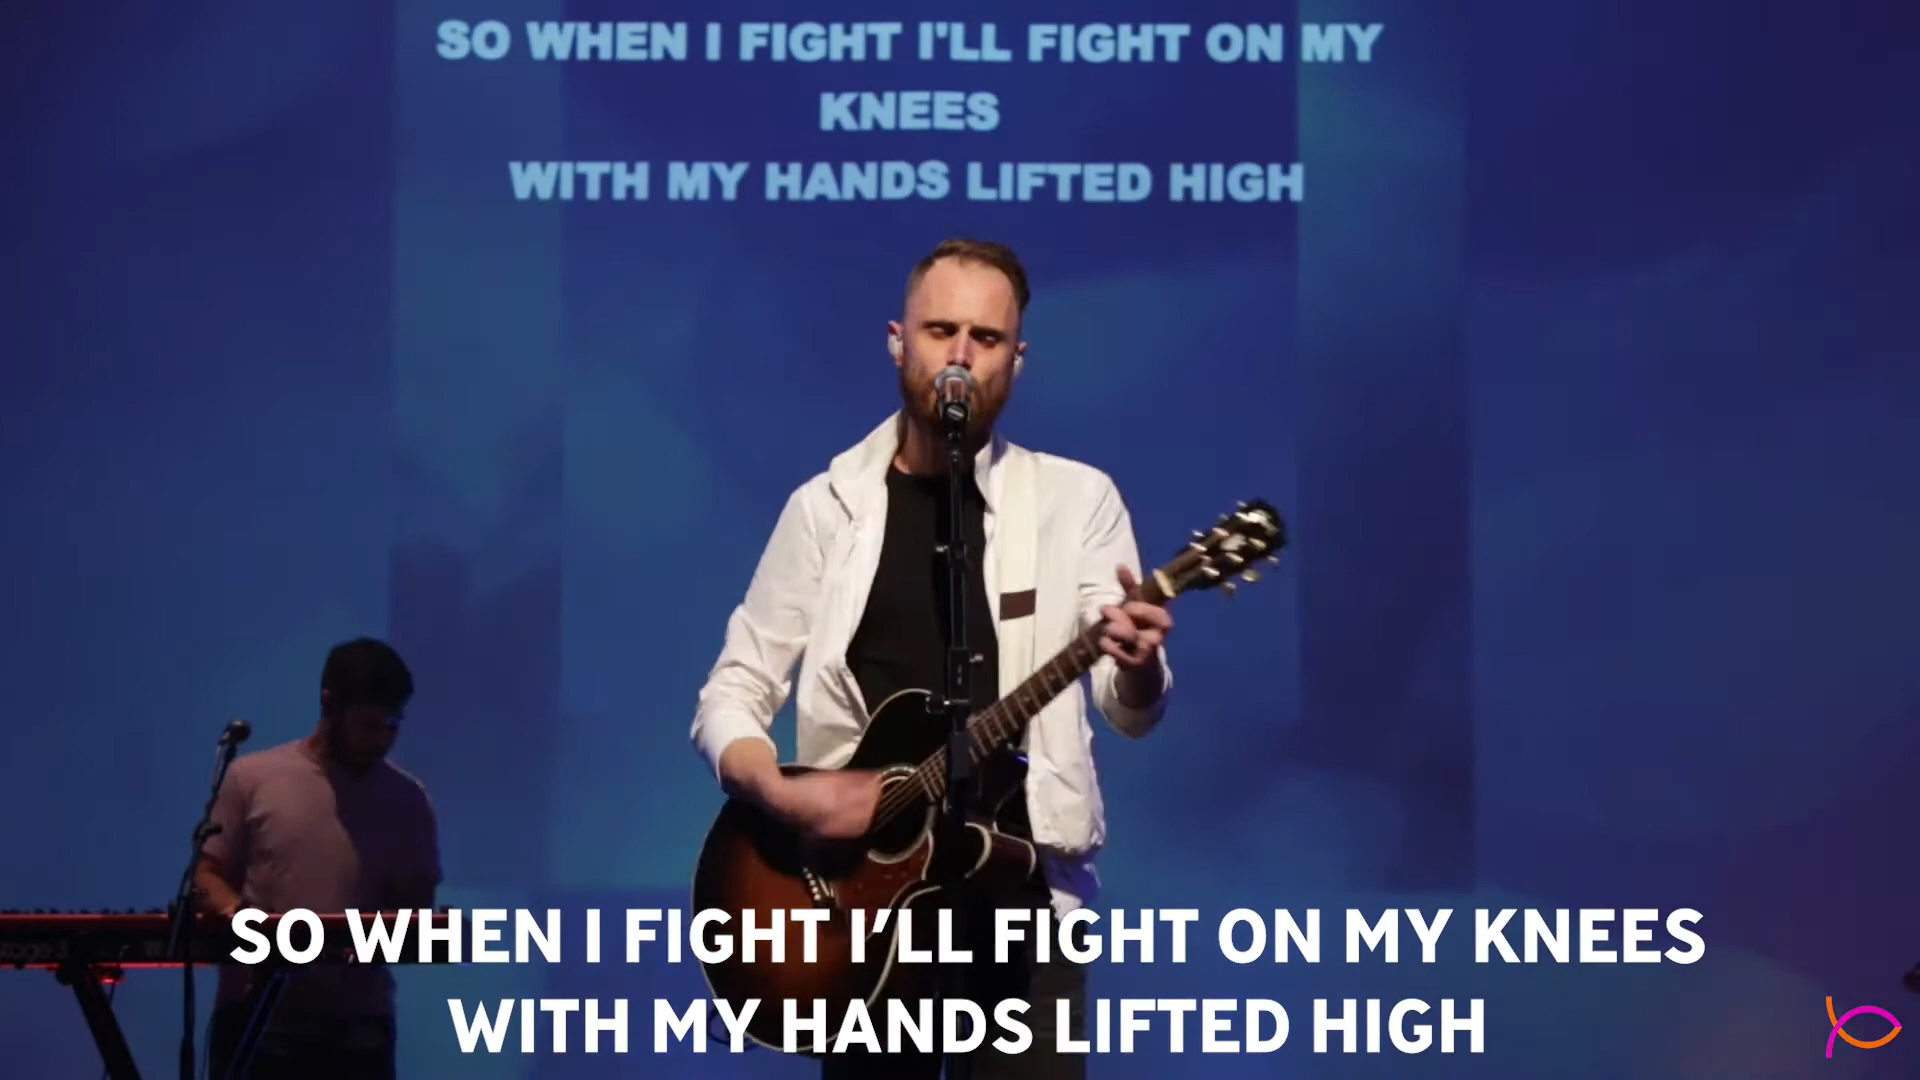 SO WHEN I FIGHT I'LL FIGHT ON MY
KNEES
WITH MY HANDS LIFTED HIGH
SO WHEN I FIGHT I'LL FIGHT ON MY KNEES
WITH MY HANDS LIFTED HIGH